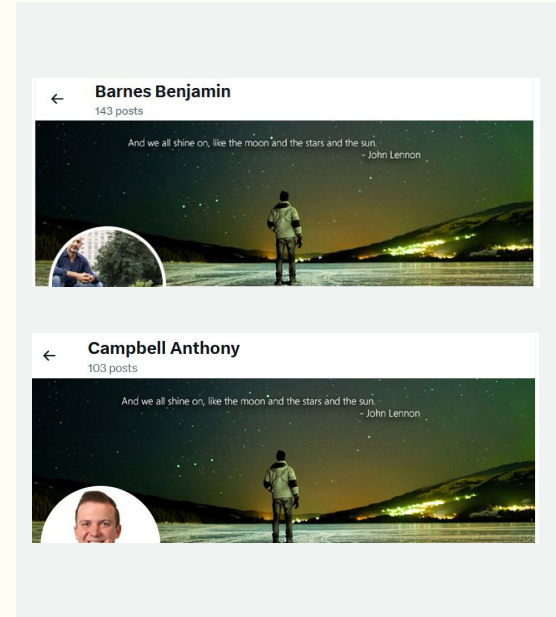 Barnes Benjamin
143 posts
And we all shine on, like the moon and the stars and the sun.
- John Lennon
Campbell Anthony
103 posts
And we all shine on, like the moon and the stars and the sun.
- John Lennon